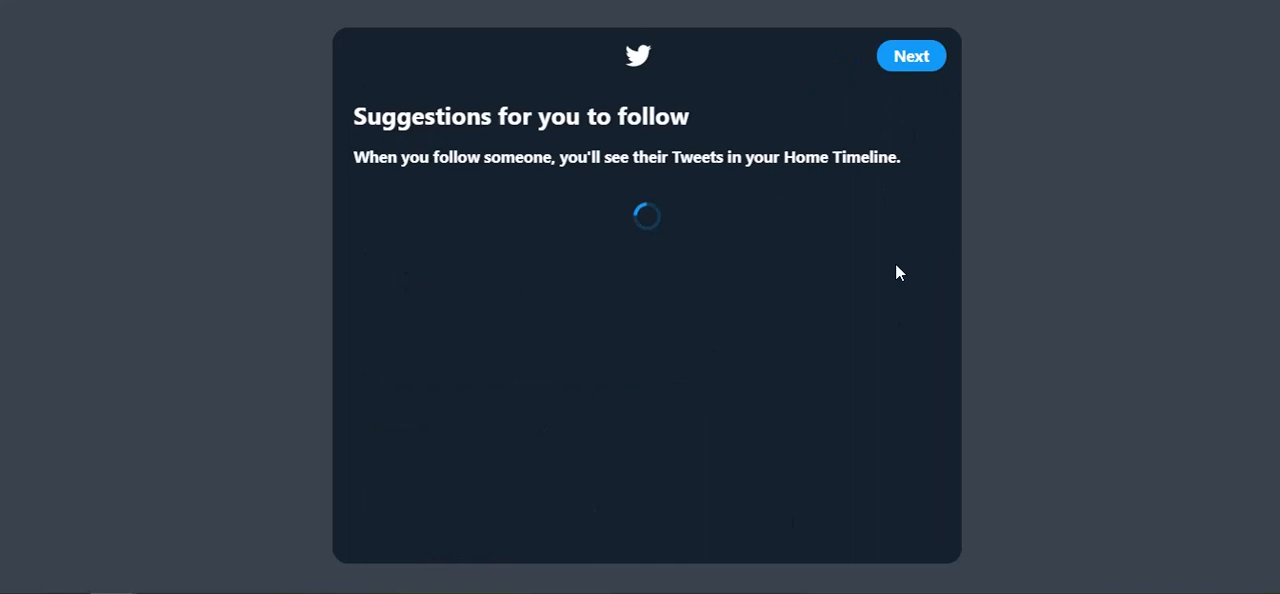 Next
Suggestions for you to follow
When you follow someone, you'll see their Tweets in your Home Timeline.